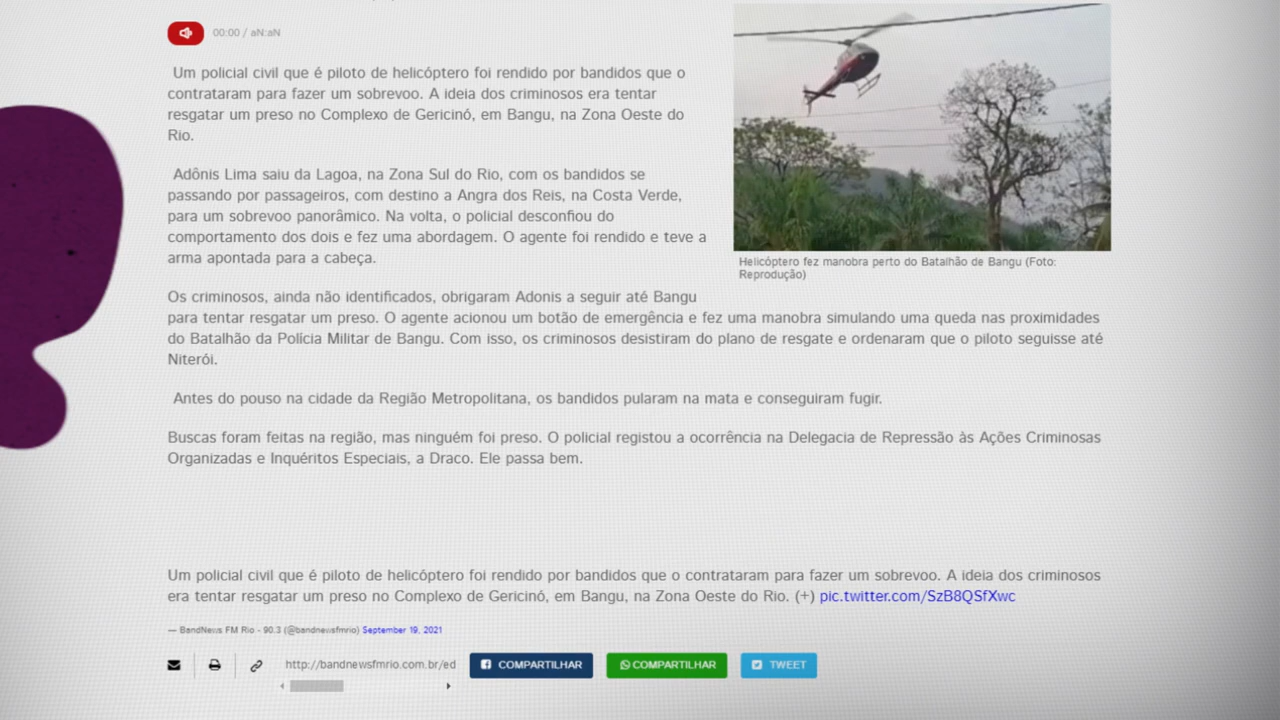 00:00 / aN:aN
Um policial civil que é piloto de helicóptero foi rendido por bandidos que o
contrataram para fazer um sobrevoo. A ideia dos criminosos era tentar
resgatar um preso no Complexo de Gericinó, em Bangu, na Zona Oeste do
Rio.
Adônis Lima saiu da Lagoa, na Zona Sul do Rio, com os bandidos se
passando por passageiros, com destino a Angra dos Reis, na Costa Verde,
para um sobrevoo panorâmico. Na volta, o policial desconfiou do
comportamento dos dois e fez uma abordagem. O agente foi rendido e teve a
arma apontada para a cabeça.
Helicóptero fez manobra perto do Batalhão de Bangu (Foto:
Reprodução)
Os criminosos, ainda não identificados, obrigaram Adonis a seguir até Bangu
para tentar resgatar um preso. O agente acionou um botão de emergência e fez uma manobra simulando uma queda nas proximidades
do Batalhão da Polícia Militar de Bangu. Com isso, os criminosos desistiram do plano de resgate e ordenaram que o piloto seguisse até
Niterói.
Antes do pouso na cidade da Região Metropolitana, os bandidos pularam na mata e conseguiram fugir.
Buscas foram feitas na região, mas ninguém foi preso. O policial registou a ocorrência na Delegacia de Repressão às Ações Criminosas
Organizadas e Inquéritos Especiais, a Draco. Ele passa bem.
Um policial civil que é piloto de helicóptero foi rendido por bandidos que o contrataram para fazer um sobrevoo. A ideia dos criminosos
era tentar resgatar um preso no Complexo de Gericinó, em Bangu, na Zona Oeste do Rio. (+) pic.twitter.com/SzB8QSfXwc
— BandNews FM Rio - 90.3 (@bandnewsfmrio) September 19, 2021
http://bandnewsfmrio.com.br/ed COMPARTILHAR COMPARTILHAR TWEET